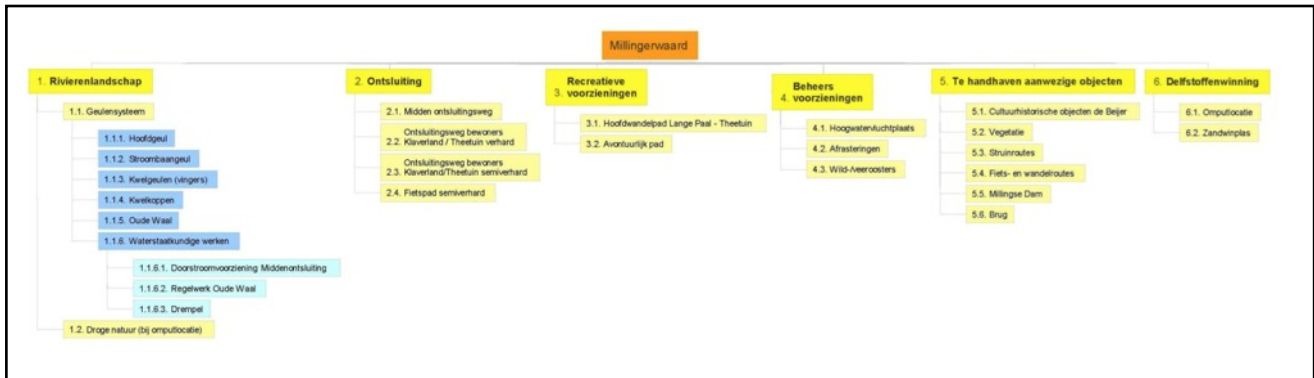 Millingerwaard
1. Rivierenlandschap
1.1. Geulensysteem
1.1.1. Hoofdgeul
1.1.2. Stroombaangeul
1.1.3. Kwelgeulen (vingers)
1.1.4. Kwelkoppen
1.1.5. Oude Waal
1.1.6. Waterstaatkundige werken
1.1.6.1. Doorstroomvoorziening Middenontsluiting
1.1.6.2. Regelwerk Oude Waal
1.1.6.3. Drempel
1.2. Droge natuur (bij omputlocatie)
2. Ontsluiting
2.1. Midden ontsluitingsweg
Ontsluitingsweg bewoners
2.2. Klaverland / Theetuin verhard
Ontsluitingsweg bewoners
2.3. Klaverland/Theetuin semiverhard
2.4. Fietspad semiverhard
Recreatieve
3. voorzieningen
3.1. Hoofdwandelpad Lange Paal - Theetuin
3.2. Avontuurlijk pad
Beheers
4. voorzieningen
4.1. Hoogwatervluchtplaats
4.2. Afrasteringen
4.3. Wild-/veeroosters
5. Te handhaven aanwezige objecten
5.1. Cultuurhistorische objecten de Beijer
5.2. Vegetatie
5.3. Struinroutes
5.4. Fiets- en wandelroutes
5.5. Millingse Dam
5.6. Brug
6. Delfstoffenwinning
6.1. Omputlocatie
6.2. Zandwinplas